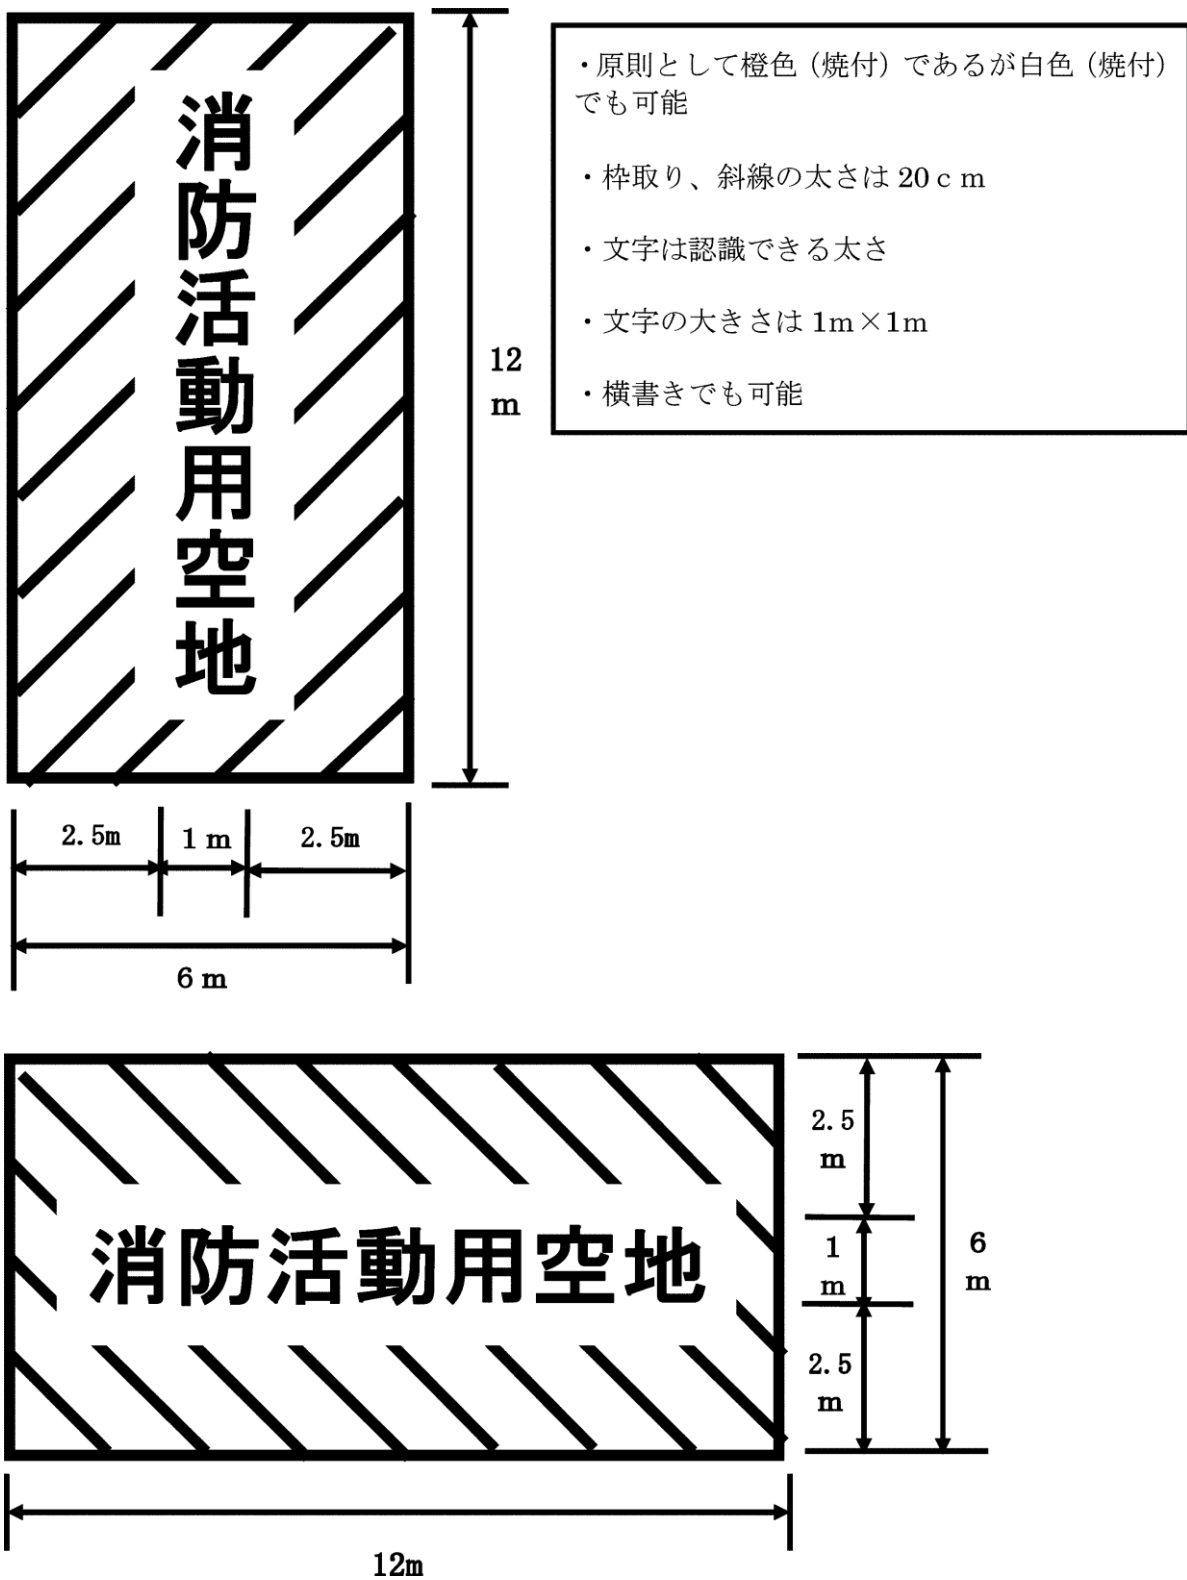 消防活動用空地
12
m
・原則として橙色（焼付）であるが白色（焼付）
でも可能
・枠取り、斜線の太さは 20ｃｍ
・文字は認識できる太さ
・文字の大きさは 1m×1m
・横書きでも可能
2.5m
1 m
2.5m
6 m
消防活動用空地
2.5
m
1
m
2.5
m
6
m
12m